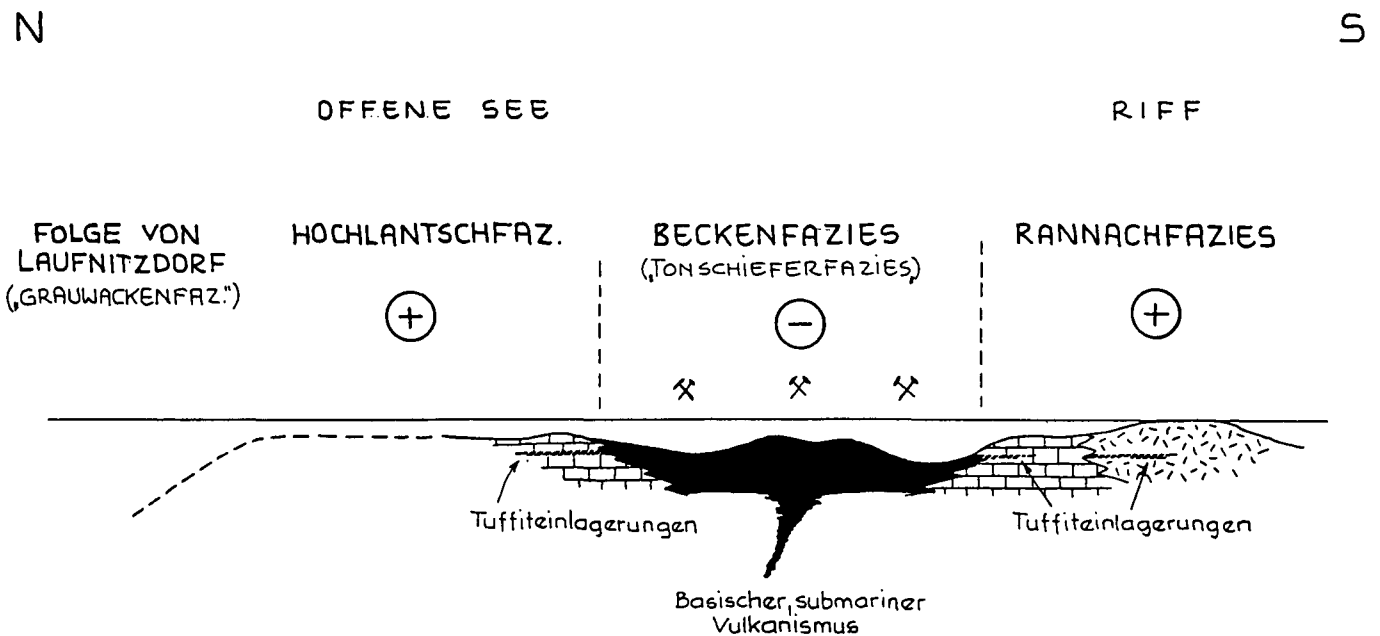 N
S
OFFENE SEE
RIFF
FOLGE VON
LAUFNITZDORF
(„GRAUWACKENFAZ.")
HOCHLANTSCHFAZ.
BECKENFAZIES
(„TONSCHIEFERFAZIES„)
RANNACHFAZIES
+
−
+
Tuffiteinlagerungen
Tuffiteinlagerungen
Basischer, submariner
Vulkanismus